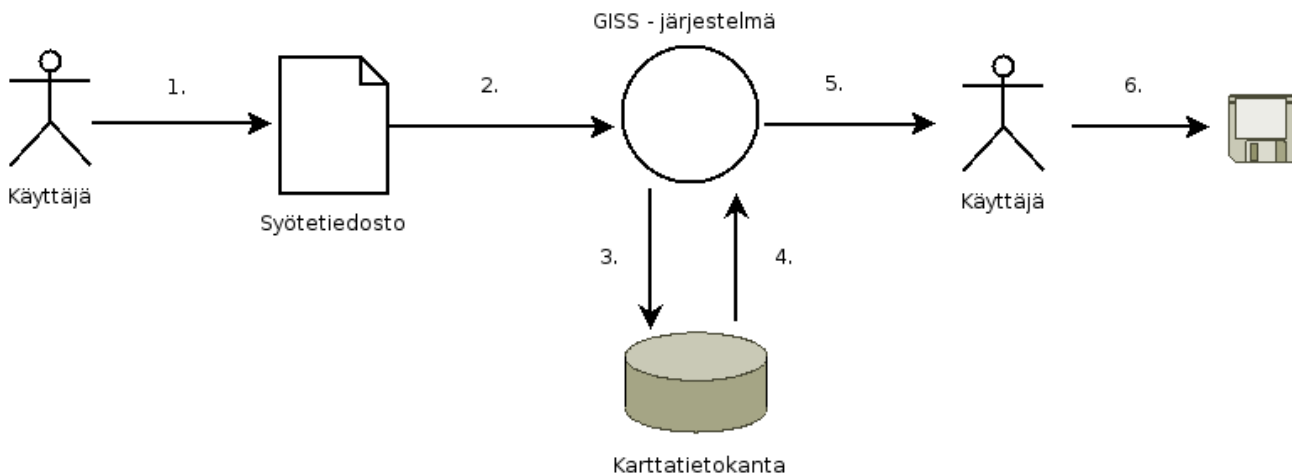 GISS - järjestelmä
1.
2.
5.
6.
Käyttäjä
Syötetiedosto
Käyttäjä
3.
4.
Karttatietokanta